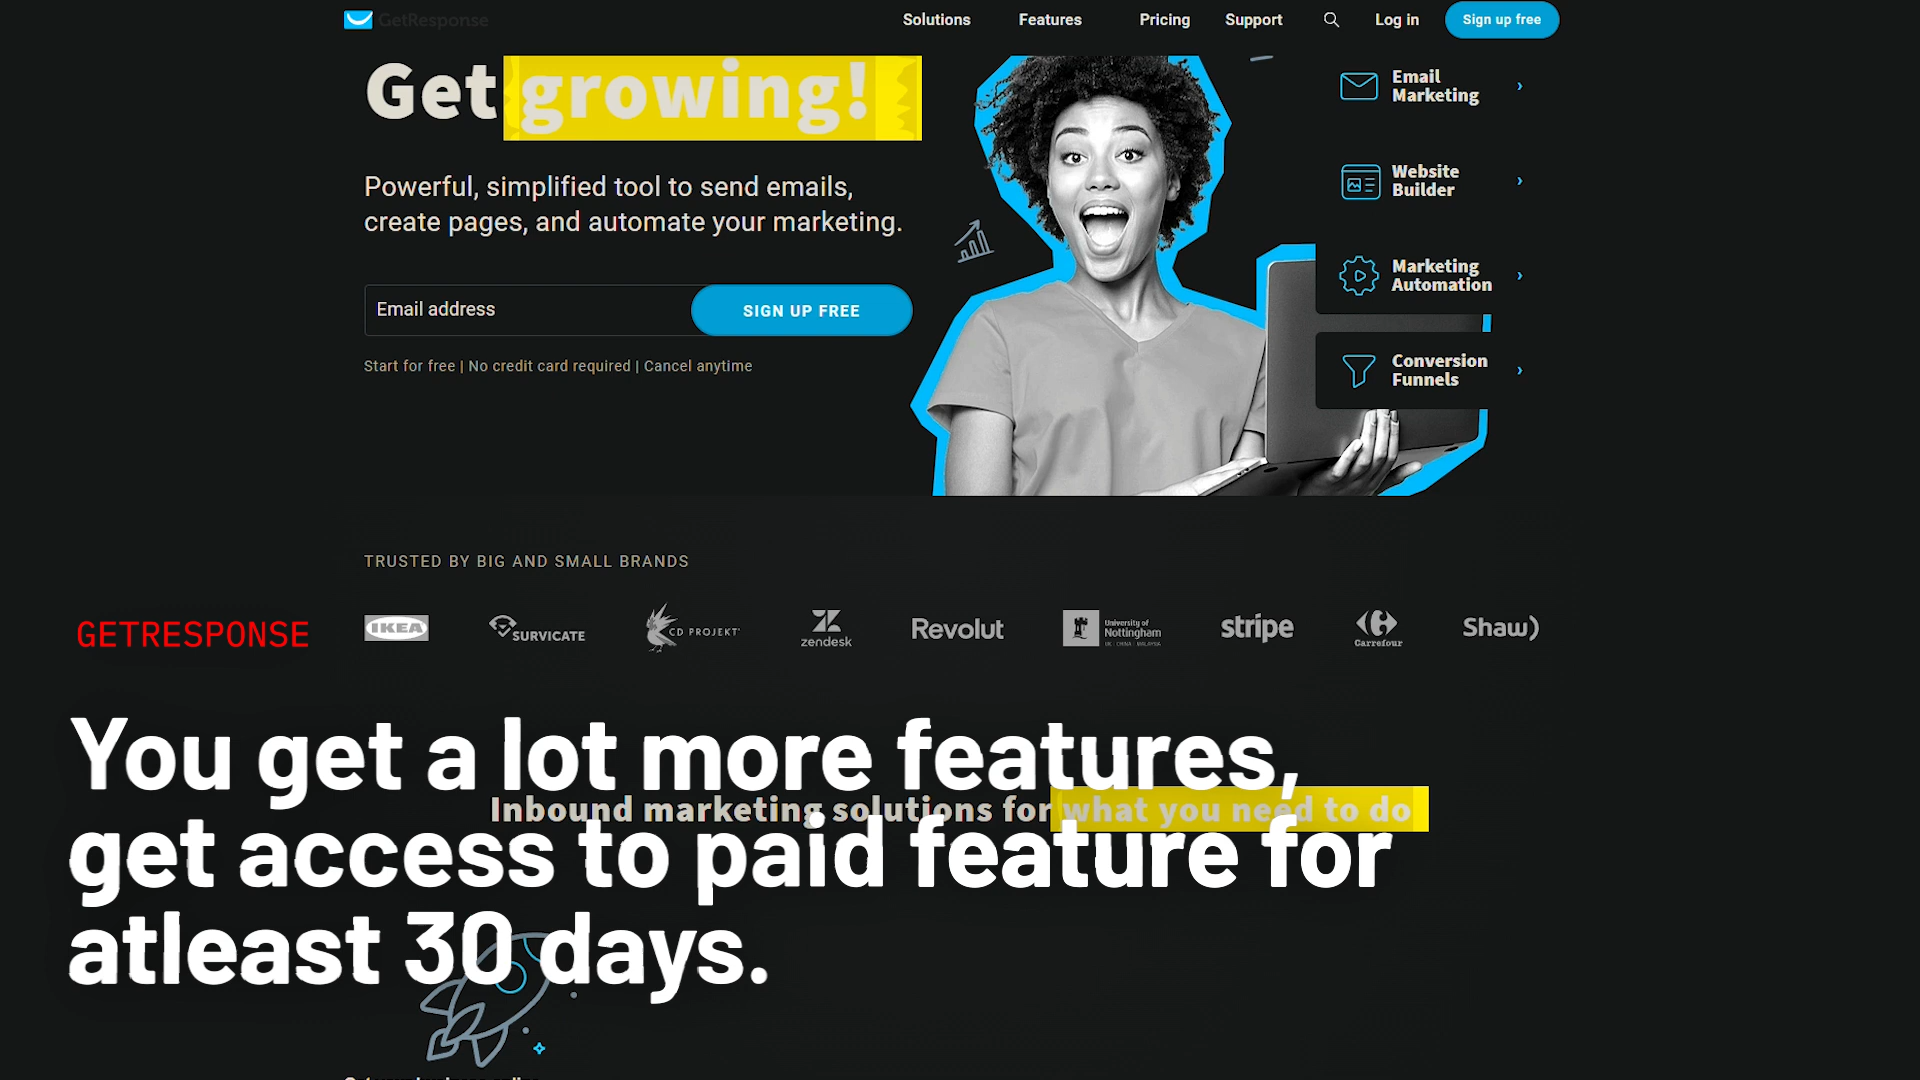 GetResponse
Solutions
Features
Pricing
Support
Log in
Sign up free
Get growing!
Powerful, simplified tool to send emails,
create pages, and automate your marketing.
Email address
SIGN UP FREE
Start for free | No credit card required | Cancel anytime
Email
Marketing
Website
Builder
Marketing
Automation
Conversion
Funnels
TRUSTED BY BIG AND SMALL BRANDS
IKEA
SURVICATE
CD PROJEKT
zendesk
Revolut
University of
Nottingham
UK | CHINA | MALAYSIA
stripe
Carrefour
Shaw)
GETRESPONSE
You get a lot more features,
Inbound marketing solutions for what you need to do
get access to paid feature for
atleast 30 days.